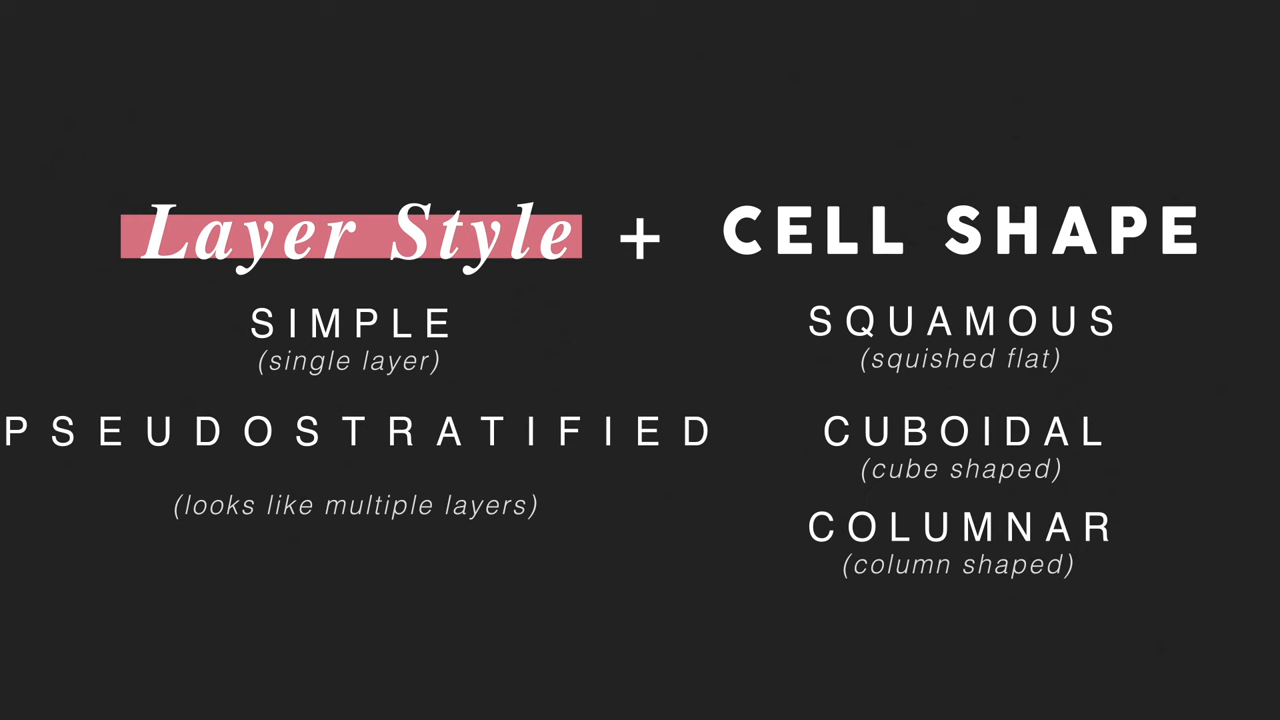 Layer Style + CELL SHAPE
SIMPLE
(single layer)
PSEUDOSTRATIFIED
(looks like multiple layers)
SQUAMOUS
(squished flat)
CUBOIDAL
(cube shaped)
COLUMNAR
(column shaped)